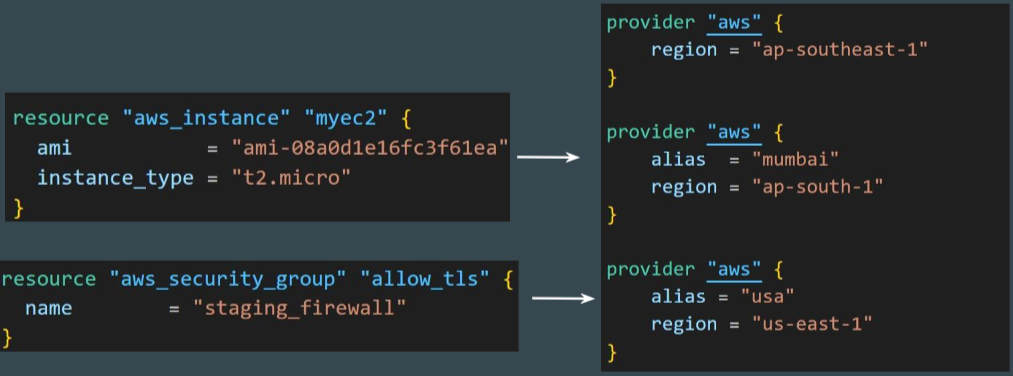 resource "aws_instance" "myec2" {
  ami           = "ami-08a0d1e16fc3f61ea"
  instance_type = "t2.micro"
}
resource "aws_security_group" "allow_tls" {
  name        = "staging_firewall"
}
provider "aws" {
    region = "ap-southeast-1"
}
provider "aws" {
    alias  = "mumbai"
    region = "ap-south-1"
}
provider "aws" {
    alias = "usa"
    region = "us-east-1"
}